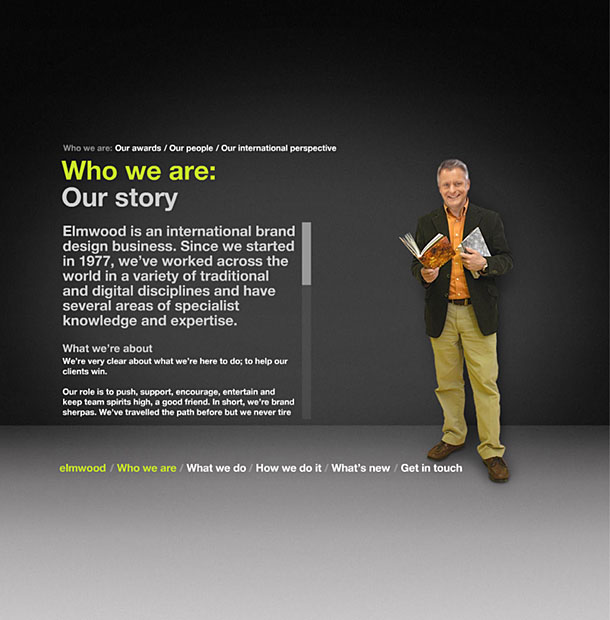 Who we are: Our awards / Our people / Our international perspective
Who we are:
Our story
Elmwood is an international brand
design business. Since we started
in 1977, we've worked across the
world in a variety of traditional
and digital disciplines and have
several areas of specialist
knowledge and expertise.
What we're about
We're very clear about what we're here to do; to help our
clients win.
Our role is to push, support, encourage, entertain and
keep team spirits high, a good friend. In short, we're brand
sherpas. We've travelled the path before but we never tire
elmwood / Who we are / What we do / How we do it / What's new / Get in touch